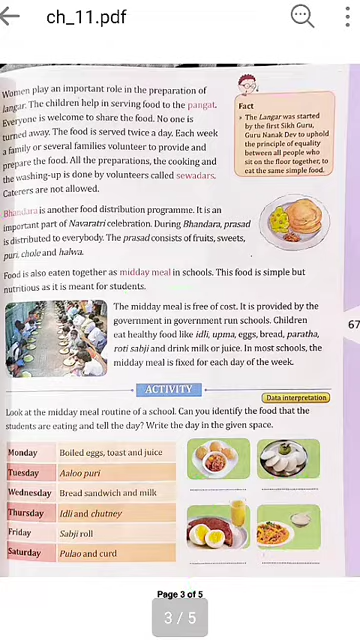 ch_11.pdf
Women play an important role in the preparation of
langar. The children help in serving food to the pangat.
Everyone is welcome to share the food. No one is
turned away. The food is served twice a day. Each week
a family or several families volunteer to provide and
prepare the food. All the preparations, the cooking and
the washing-up is done by volunteers called sewadars.
Caterers are not allowed.
Fact
The Langar was started
by the first Sikh Guru,
Guru Nanak Dev to uphold
the principle of equality
between all people who
sit on the floor together, to
eat the same simple food.
Bhandara is another food distribution programme. It is an
important part of Navaratri celebration. During Bhandara, prasad
is distributed to everybody. The prasad consists of fruits, sweets,
puri, chole and halwa.
Food is also eaten together as midday meal in schools. This food is simple but
nutritious as it is meant for students.
The midday meal is free of cost. It is provided by the
government in government run schools. Children
eat healthy food like idli, upma, eggs, bread, paratha,
roti sabji and drink milk or juice. In most schools, the
midday meal is fixed for each day of the week.
67
ACTIVITY
Data interpretation
Look at the midday meal routine of a school. Can you identify the food that the
students are eating and tell the day? Write the day in the given space.
Monday Boiled eggs, toast and juice
Tuesday Aaloo puri
Wednesday Bread sandwich and milk
Thursday Idli and chutney
Friday Sabji roll
Saturday Pulao and curd
Page 3 of 5
3 / 5